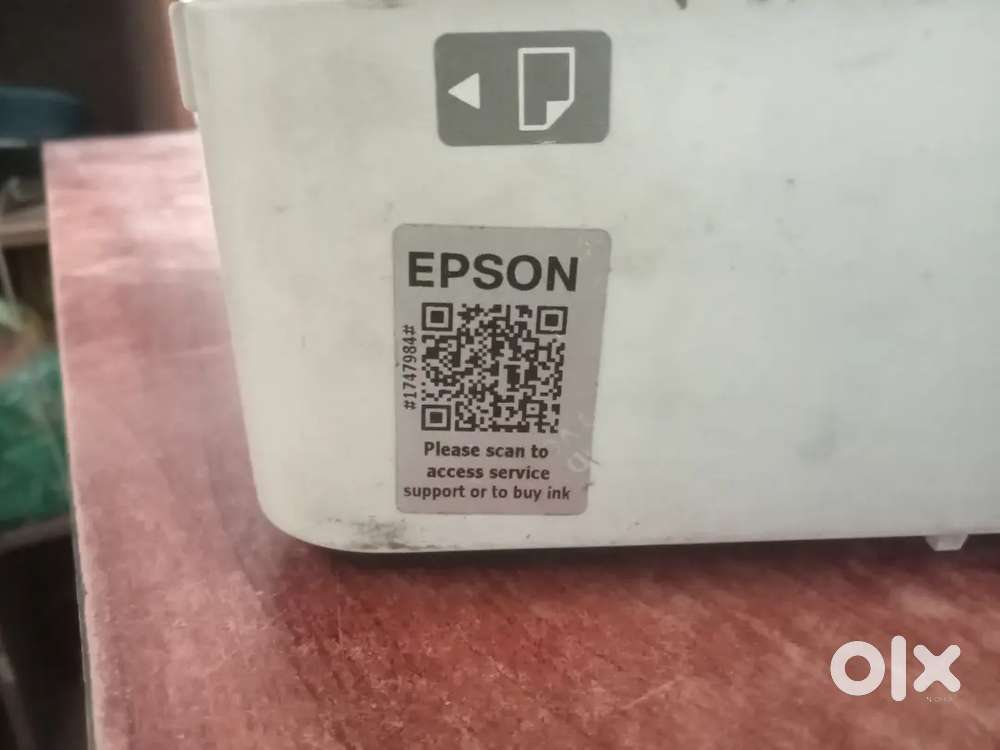 EPSON
#1747984#
Please scan to
access service
support or to buy ink
olx